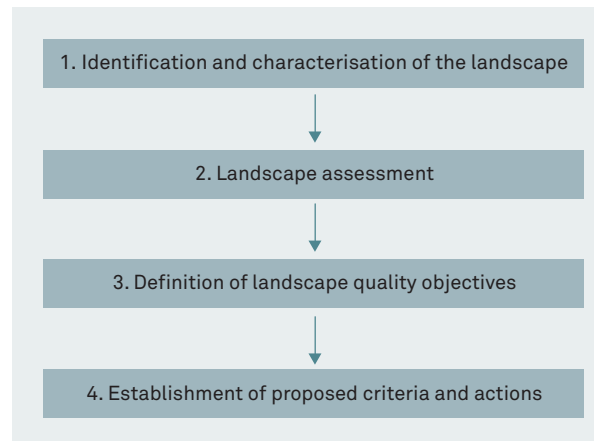 1. Identification and characterisation of the landscape
2. Landscape assessment
3. Definition of landscape quality objectives
4. Establishment of proposed criteria and actions